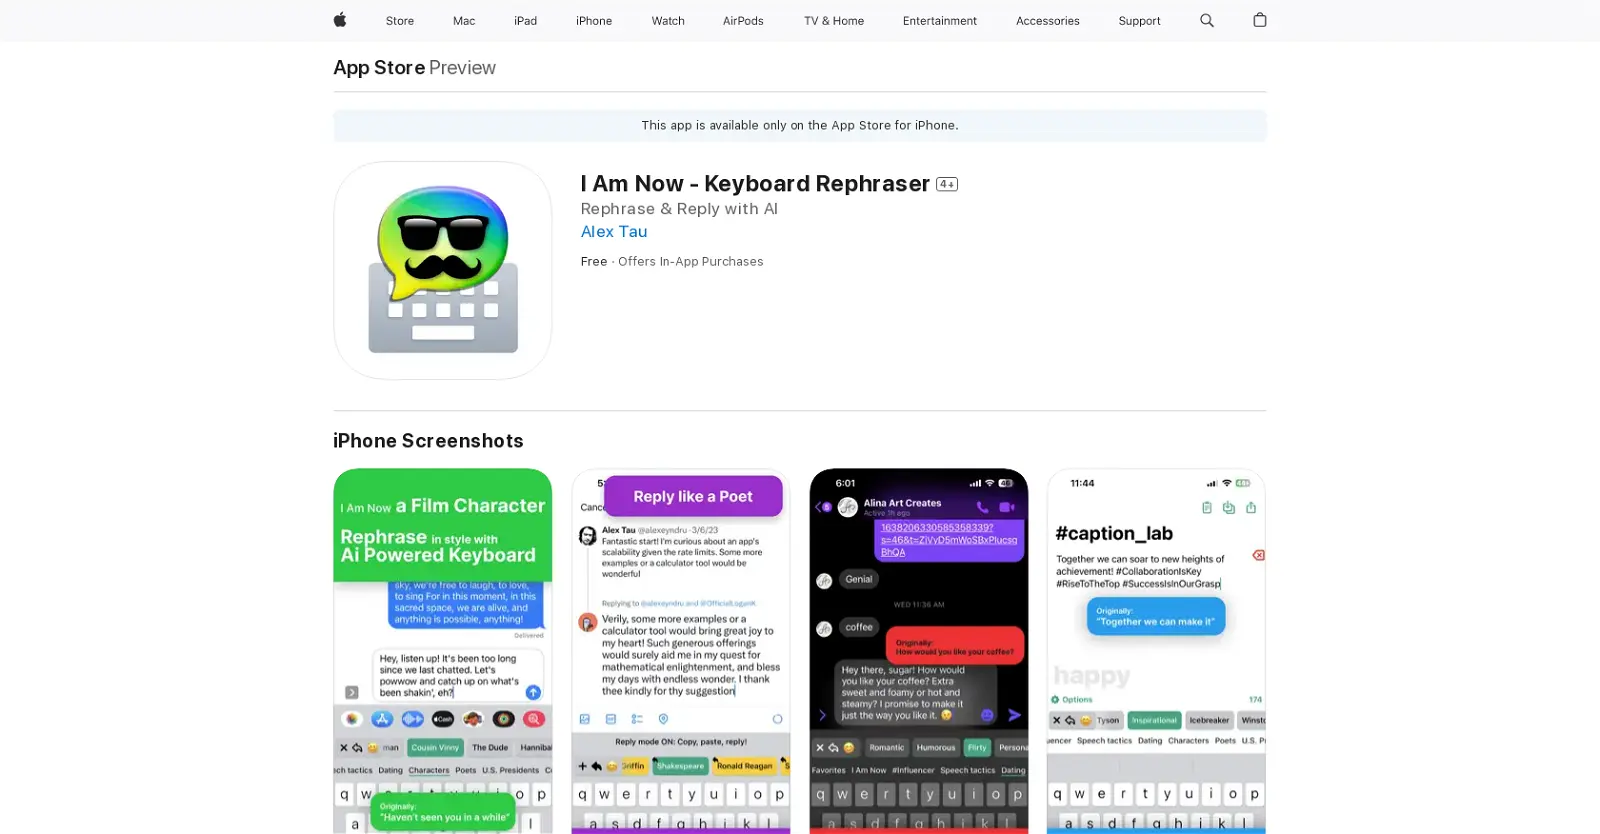 Store Mac iPad iPhone Watch AirPods TV & Home Entertainment Accessories Support
App Store Preview
This app is available only on the App Store for iPhone.
I Am Now - Keyboard Rephraser 4+
Rephrase & Reply with AI
Alex Tau
Free · Offers In-App Purchases
iPhone Screenshots
I Am Now a Film Character
Rephrase in style with
Ai Powered Keyboard
sky, we're free to laugh, to love,
to sing For in this moment, in this
sacred space, we are alive, and
anything is possible, anything!
Delivered
Hey, listen up! It's been too long
since we last chatted. Let's
powwow and catch up on what's
been shakin', eh?
Cash
man Cousin Vinny The Dude Hannibal
ch tactics Dating Characters Poets U.S. Presidents C
q w e r t y u i o p
Originally:
"Haven't seen you in a while"
a l
5:
Reply like a Poet
Cance
Alex Tau @alexeyndru · 3/6/23
Fantastic start! I'm curious about an app's
scalability given the rate limits. Some more
examples or a calculator tool would be
wonderful
Replying to @alexeyndru and @OfficialLoganK
Verily, some more examples or a
calculator tool would bring great joy to
my heart! Such generous offerings
would surely aid me in my quest for
mathematical enlightenment, and bless
my days with endless wonder. I thank
thee kindly for thy suggestion
Reply mode ON: Copy, paste, reply!
Griffin Shakespeare Ronald Reagan S
q w e r t y u i o p
a s d f g h j k l
6:01 46
6 Alina Art Creates
Active 1h ago
1638206330585358339?
s=46&t=ZiVyD5mWoSBxPlucsq
BhQA
Genial
WED 11:36 AM
coffee
Originally:
How would you like your coffee?
Hey there, sugar! How would
you like your coffee? Extra
sweet and foamy or hot and
steamy? I promise to make it
just the way you like it.
Romantic Humorous Flirty Persona
Favorites I Am Now #Influencer Speech tactics Dating
q w e r t y u i o p
a s d f g h j k l
11:44
#caption_lab
Together we can soar to new heights of
achievement! #CollaborationIsKey
#RiseToTheTop #SuccessIsInOurGrasp
Originally:
"Together we can make it"
happy
Options 174
Tyson Inspirational Icebreaker Winsto
uencer Speech tactics Dating Characters Poets U.S. P
q w e r t y u i o p
a s d f g h j k l